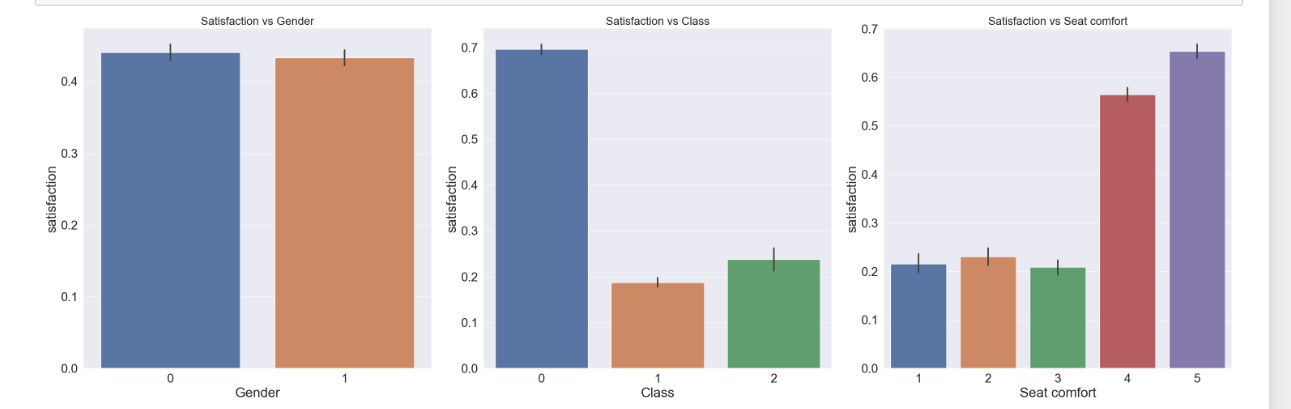 Satisfaction vs Gender
satisfaction
0.4
0.3
0.2
0.1
0.0
0 1
Gender
Satisfaction vs Class
satisfaction
0.7
0.6
0.5
0.4
0.3
0.2
0.1
0.0
0 1 2
Class
Satisfaction vs Seat comfort
satisfaction
0.7
0.6
0.5
0.4
0.3
0.2
0.1
0.0
1 2 3 4 5
Seat comfort